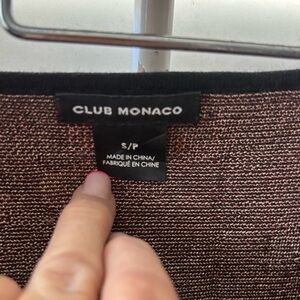 CLUB MONACO
S/P
MADE IN CHINA/
FABRIQUÉ EN CHINE